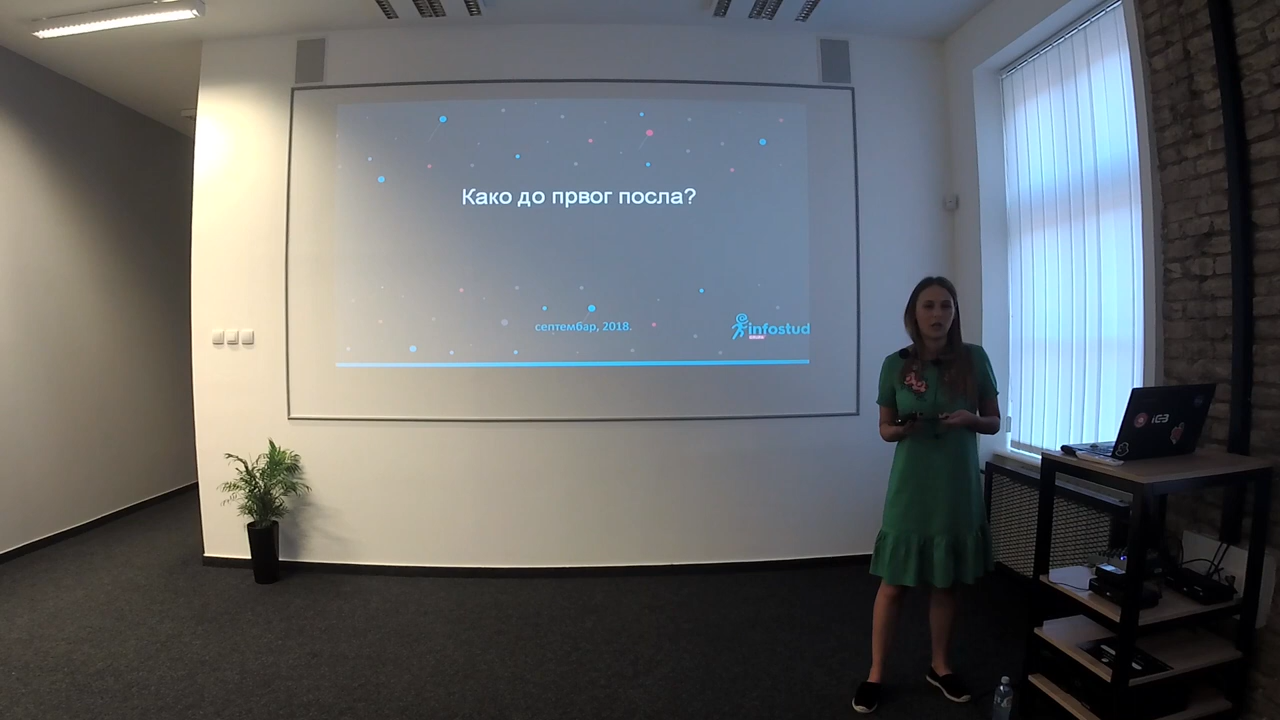 Како до првог посла?
септембар, 2018.
infostud